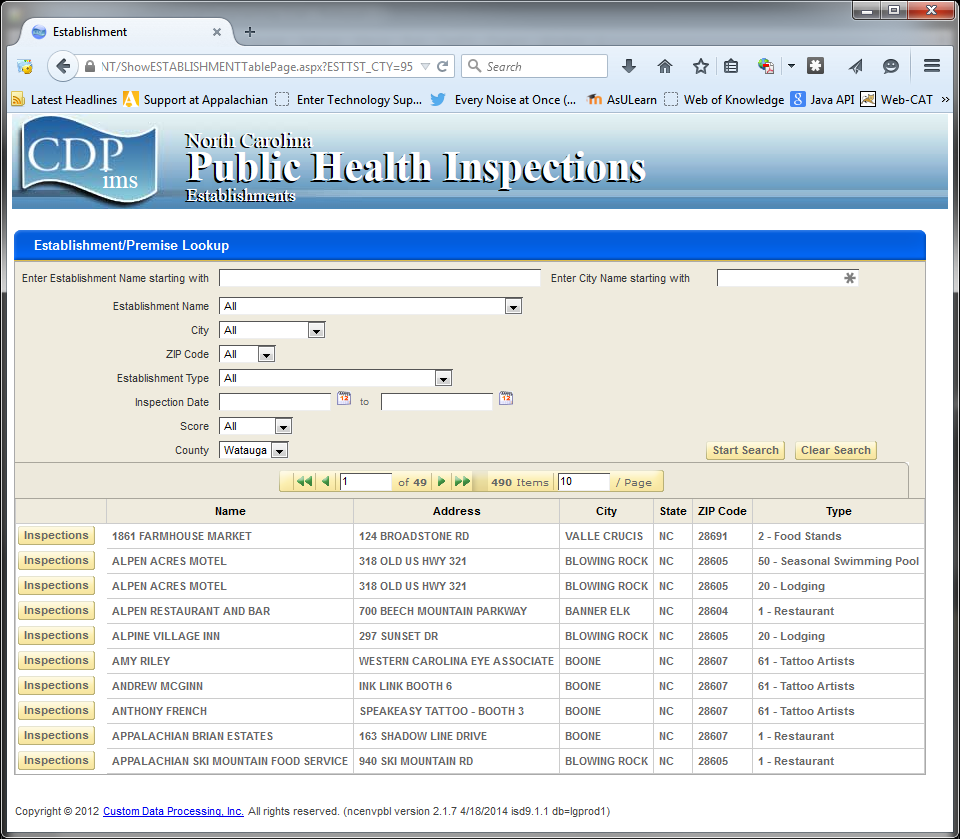 Establishment
NT/ShowESTABLISHMENTTablePage.aspx?ESTTST_CTY=95
Search
Latest Headlines Support at Appalachian Enter Technology Sup... Every Noise at Once (... AsULearn Web of Knowledge Java API Web-CAT »
CDP
ims
North Carolina
Public Health Inspections
Establishments
Establishment/Premise Lookup
Enter Establishment Name starting with Enter City Name starting with
Establishment Name All
City All
ZIP Code All
Establishment Type All
Inspection Date 12 to 12
Score All
County Watauga Start Search Clear Search
1 of 49 490 Items 10 / Page
Name Address City State ZIP Code Type
Inspections 1861 FARMHOUSE MARKET 124 BROADSTONE RD VALLE CRUCIS NC 28691 2 - Food Stands
Inspections ALPEN ACRES MOTEL 318 OLD US HWY 321 BLOWING ROCK NC 28605 50 - Seasonal Swimming Pool
Inspections ALPEN ACRES MOTEL 318 OLD US HWY 321 BLOWING ROCK NC 28605 20 - Lodging
Inspections ALPEN RESTAURANT AND BAR 700 BEECH MOUNTAIN PARKWAY BANNER ELK NC 28604 1 - Restaurant
Inspections ALPINE VILLAGE INN 297 SUNSET DR BLOWING ROCK NC 28605 20 - Lodging
Inspections AMY RILEY WESTERN CAROLINA EYE ASSOCIATE BOONE NC 28607 61 - Tattoo Artists
Inspections ANDREW MCGINN INK LINK BOOTH 6 BOONE NC 28607 61 - Tattoo Artists
Inspections ANTHONY FRENCH SPEAKEASY TATTOO - BOOTH 3 BOONE NC 28607 61 - Tattoo Artists
Inspections APPALACHIAN BRIAN ESTATES 163 SHADOW LINE DRIVE BOONE NC 28607 1 - Restaurant
Inspections APPALACHIAN SKI MOUNTAIN FOOD SERVICE 940 SKI MOUNTAIN RD BLOWING ROCK NC 28605 1 - Restaurant
Copyright © 2012 Custom Data Processing, Inc. All rights reserved. (ncenvpbl version 2.1.7 4/18/2014 isd9.1.1 db=lgprod1)